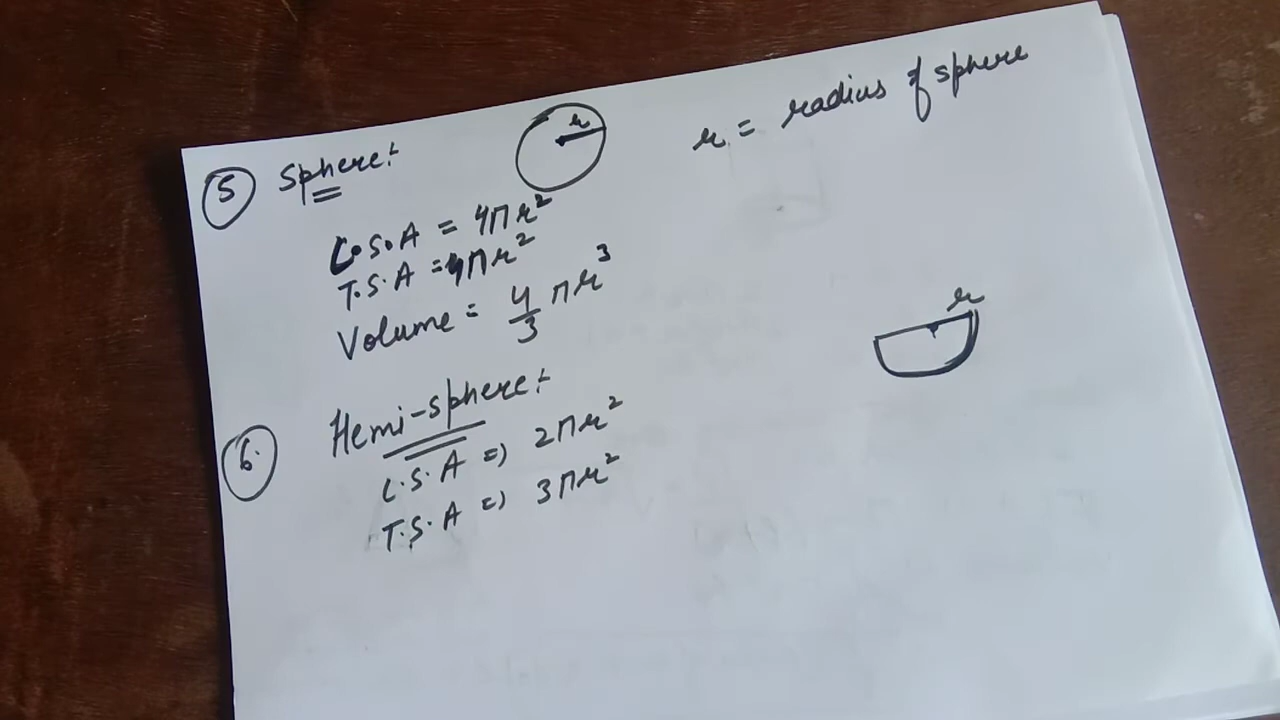 5 Sphere:-
r
r = radius of sphere
C.S.A = 4πr²
T.S.A = 4πr²
Volume = 4/3 πr³
r
6. Hemi-sphere:-
C.S.A => 2πr²
T.S.A => 3πr²